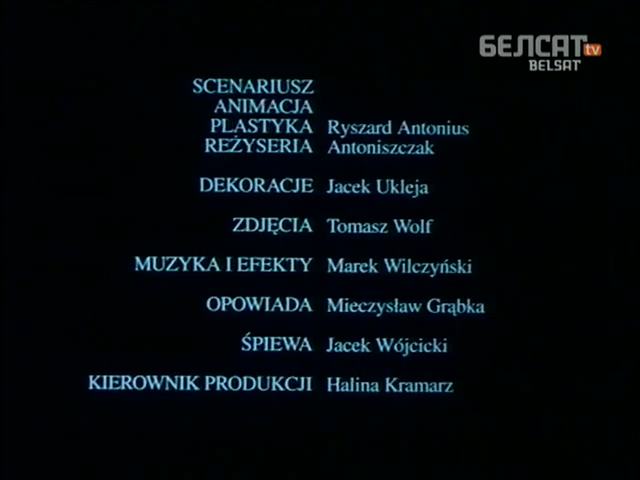 БЕЛСАТ tv
BELSAT
SCENARIUSZ
ANIMACJA
PLASTYKA Ryszard Antonius
REŻYSERIA Antoniszczak
DEKORACJE Jacek Ukleja
ZDJĘCIA Tomasz Wolf
MUZYKA I EFEKTY Marek Wilczyński
OPOWIADA Mieczysław Grąbka
ŚPIEWA Jacek Wójcicki
KIEROWNIK PRODUKCJI Halina Kramarz